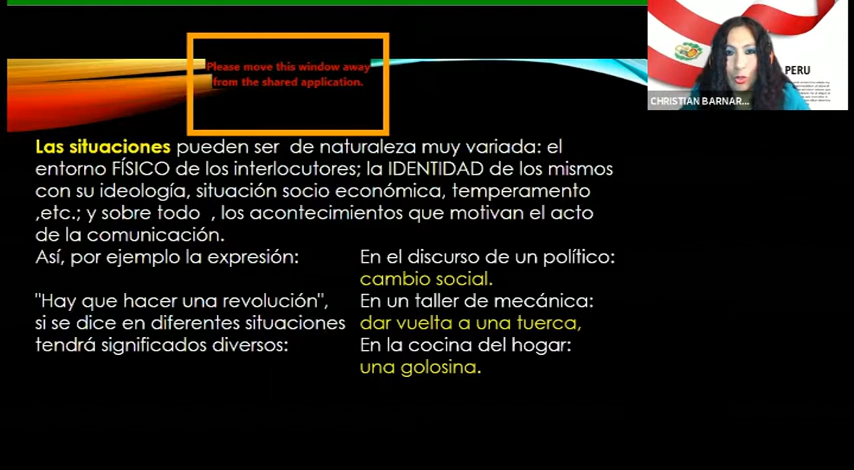 Please move this window away
from the shared application.
PERU
CHRISTIAN BARNAR...
Las situaciones pueden ser de naturaleza muy variada: el
entorno FÍSICO de los interlocutores; la IDENTIDAD de los mismos
con su ideología, situación socio económica, temperamento
,etc.; y sobre todo , los acontecimientos que motivan el acto
de la comunicación.
Así, por ejemplo la expresión:
"Hay que hacer una revolución",
si se dice en diferentes situaciones
tendrá significados diversos:
En el discurso de un político:
cambio social.
En un taller de mecánica:
dar vuelta a una tuerca,
En la cocina del hogar:
una golosina.